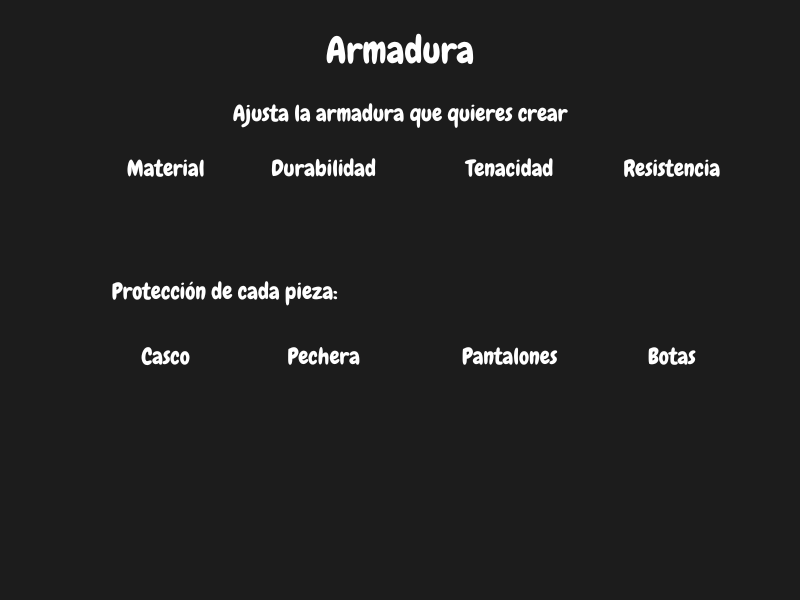 Armadura
Ajusta la armadura que quieres crear
Material Durabilidad Tenacidad Resistencia
Protección de cada pieza:
Casco Pechera Pantalones Botas